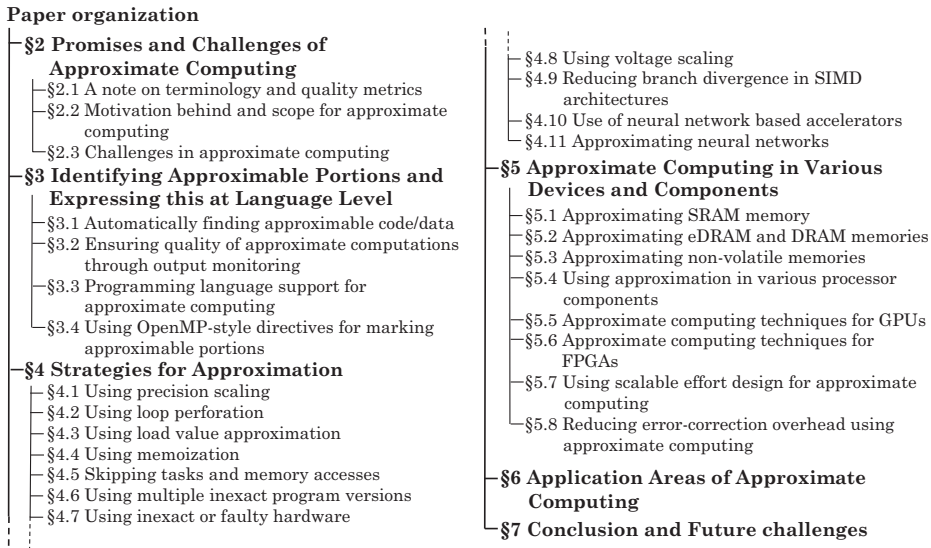 Paper organization
§2 Promises and Challenges of
Approximate Computing
§2.1 A note on terminology and quality metrics
§2.2 Motivation behind and scope for approximate
computing
§2.3 Challenges in approximate computing
§3 Identifying Approximable Portions and
Expressing this at Language Level
§3.1 Automatically finding approximable code/data
§3.2 Ensuring quality of approximate computations
through output monitoring
§3.3 Programming language support for
approximate computing
§3.4 Using OpenMP-style directives for marking
approximable portions
§4 Strategies for Approximation
§4.1 Using precision scaling
§4.2 Using loop perforation
§4.3 Using load value approximation
§4.4 Using memoization
§4.5 Skipping tasks and memory accesses
§4.6 Using multiple inexact program versions
§4.7 Using inexact or faulty hardware
§4.8 Using voltage scaling
§4.9 Reducing branch divergence in SIMD
architectures
§4.10 Use of neural network based accelerators
§4.11 Approximating neural networks
§5 Approximate Computing in Various
Devices and Components
§5.1 Approximating SRAM memory
§5.2 Approximating eDRAM and DRAM memories
§5.3 Approximating non-volatile memories
§5.4 Using approximation in various processor
components
§5.5 Approximate computing techniques for GPUs
§5.6 Approximate computing techniques for
FPGAs
§5.7 Using scalable effort design for approximate
computing
§5.8 Reducing error-correction overhead using
approximate computing
§6 Application Areas of Approximate
Computing
§7 Conclusion and Future challenges